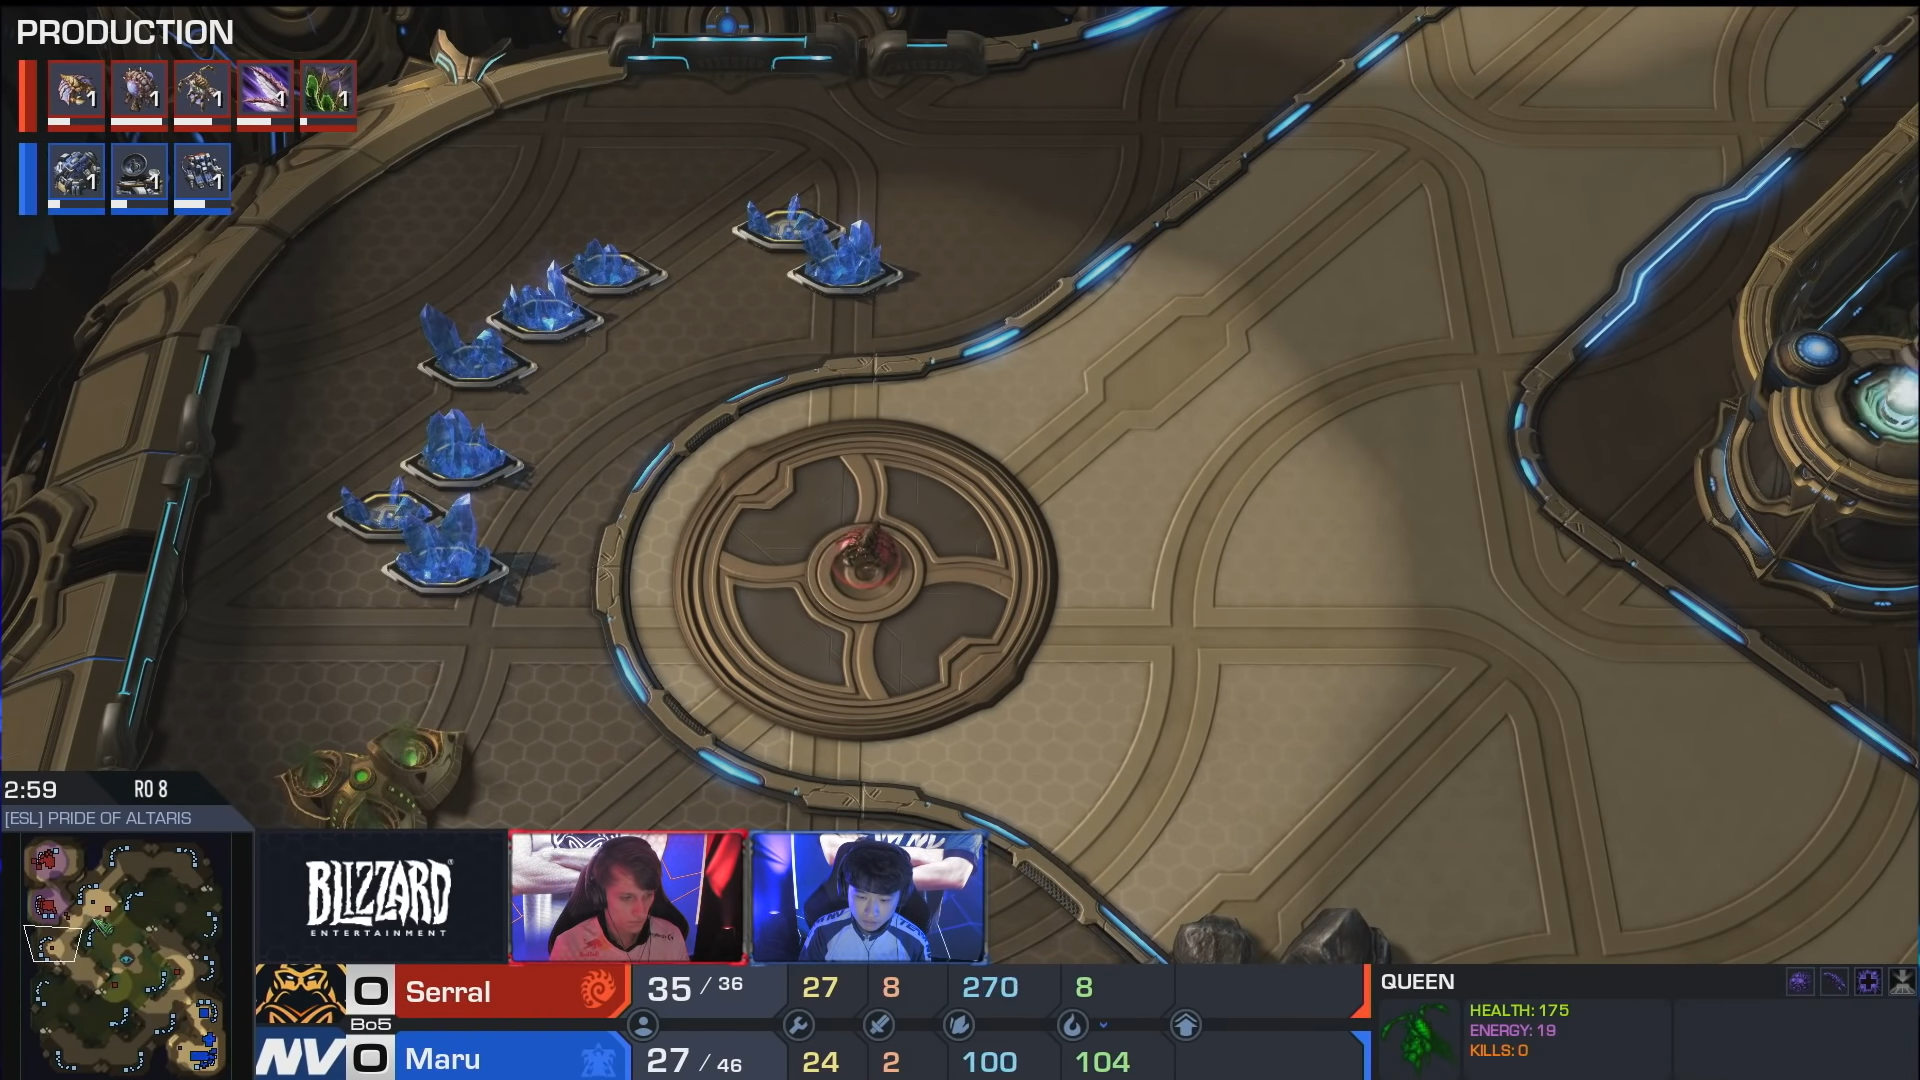 PRODUCTION
1 1 1 1 1
1 1 1
2:59 RO 8
[ESL] PRIDE OF ALTARIS
BLIZZARD
ENTERTAINMENT
0 Serral 35 / 36 27 8 270 8
Bo5
NV 0 Maru 27 / 46 24 2 100 104
QUEEN
HEALTH: 175
ENERGY: 19
KILLS: 0